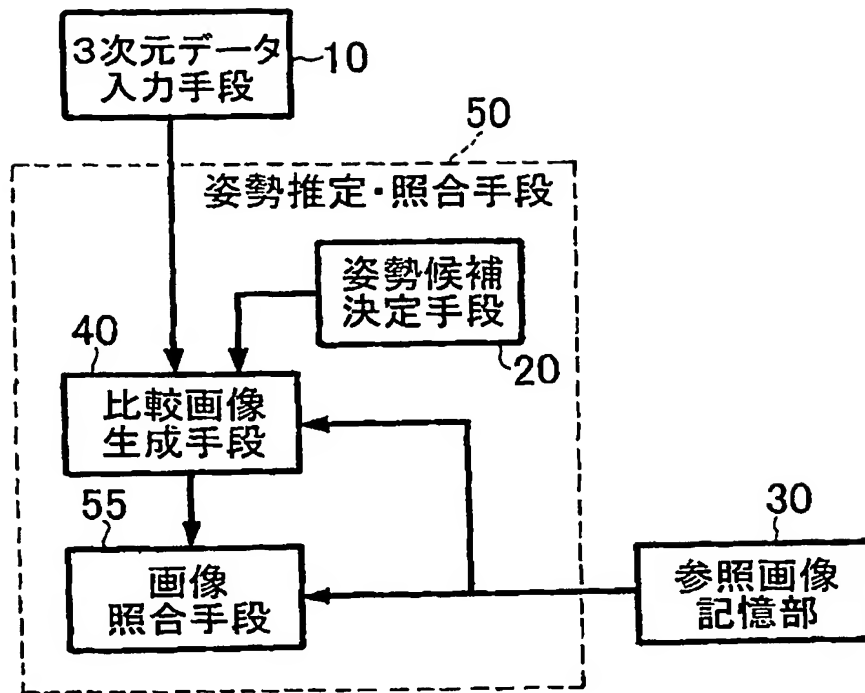 3次元データ
入力手段
10
50
姿勢推定・照合手段
姿勢候補
決定手段
20
40
比較画像
生成手段
55
画像
照合手段
30
参照画像
記憶部